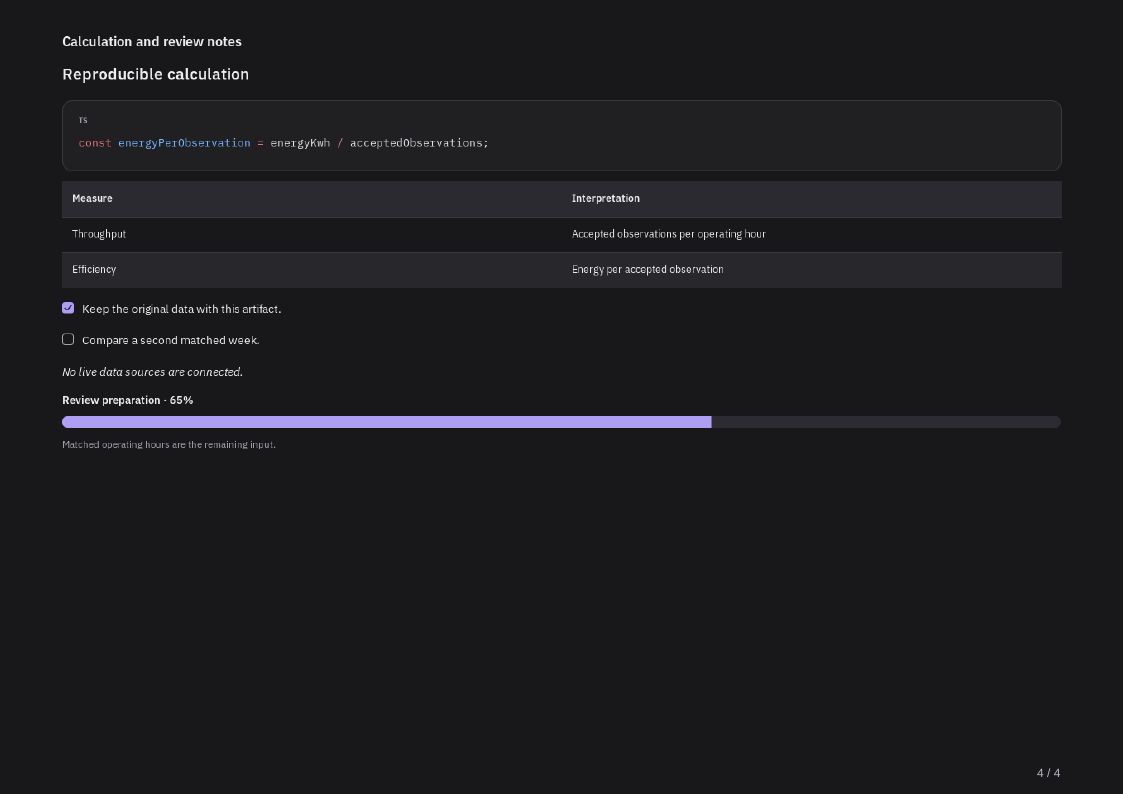 Calculation and review notes
Reproducible calculation
TS
const energyPerObservation = energyKwh / acceptedObservations;
Measure Interpretation
Throughput Accepted observations per operating hour
Efficiency Energy per accepted observation
Keep the original data with this artifact.
Compare a second matched week.
No live data sources are connected.
Review preparation · 65%
Matched operating hours are the remaining input.
4 / 4